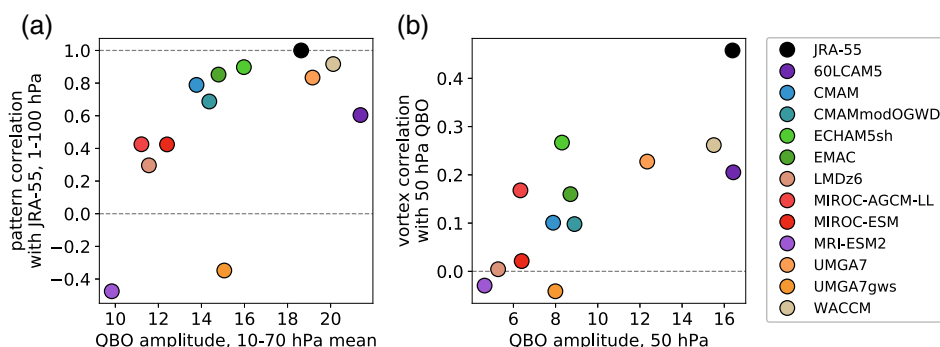 (a)
pattern correlation
with JRA-55, 1-100 hPa
1.0
0.8
0.6
0.4
0.2
0.0
−0.2
−0.4
10
12
14
16
18
20
QBO amplitude, 10-70 hPa mean
(b)
vortex correlation
with 50 hPa QBO
0.4
0.3
0.2
0.1
0.0
6
8
10
12
14
16
QBO amplitude, 50 hPa
JRA-55
60LCAM5
CMAM
CMAMmodOGWD
ECHAM5sh
EMAC
LMDz6
MIROC-AGCM-LL
MIROC-ESM
MRI-ESM2
UMGA7
UMGA7gws
WACCM